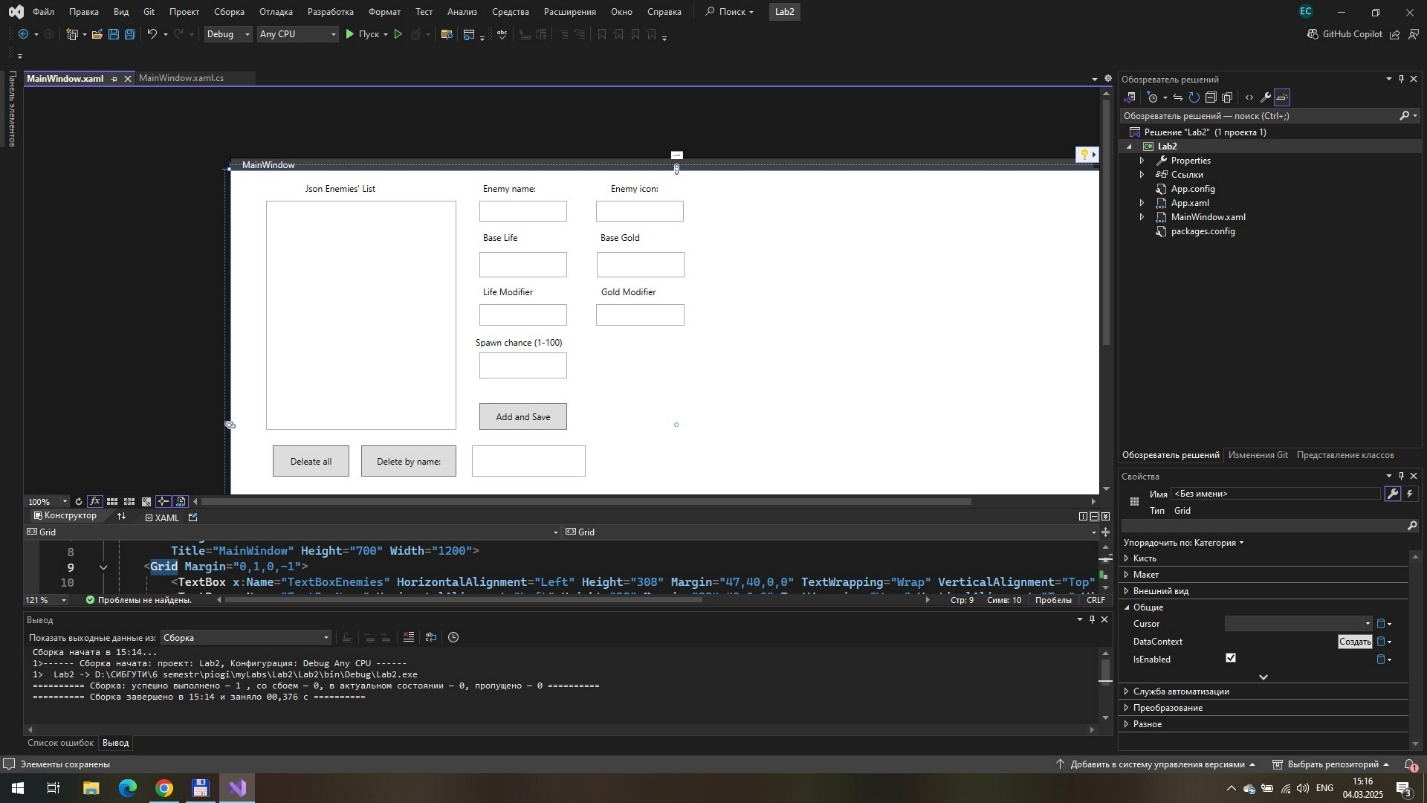 Файл Правка Вид Git Проект Сборка Отладка Разработка Формат Тест Анализ Средства Расширения Окно Справка Поиск Lab2 EC
Debug Any CPU Пуск GitHub Copilot
Панель элементов
MainWindow.xaml MainWindow.xaml.cs
MainWindow
Json Enemies' List Enemy name: Enemy icon:
Base Life Base Gold
Life Modifier Gold Modifier
Spawn chance (1-100)
Add and Save
Deleate all Delete by name:
100%
Конструктор XAML
Grid Grid
8 Title="MainWindow" Height="700" Width="1200">
9 <Grid Margin="0,1,0,-1">
10 <TextBox x:Name="TextBoxEnemies" HorizontalAlignment="Left" Height="308" Margin="47,40,0,0" TextWrapping="Wrap" VerticalAlignment="Top"
121 % Проблемы не найдены. Стр: 9 Симв: 10 Пробелы CRLF
Вывод
Показать выходные данные из: Сборка
Сборка начата в 15:14...
1>------ Сборка начата: проект: Lab2, Конфигурация: Debug Any CPU ------
1> Lab2 -> D:\СИБГУТИ\6 semestr\piogi\myLabs\Lab2\Lab2\bin\Debug\Lab2.exe
========== Сборка: успешно выполнено – 1 , со сбоем – 0, в актуальном состоянии – 0, пропущено – 0 ==========
========== Сборка завершено в 15:14 и заняло 00,376 с ==========
Список ошибок Вывод
Обозреватель решений
Обозреватель решений — поиск (Ctrl+;)
Решение "Lab2" (1 проекта 1)
Lab2
Properties
Ссылки
App.config
App.xaml
MainWindow.xaml
packages.config
Обозреватель решений Изменения Git Представление классов
Свойства
Имя <Без имени>
Тип Grid
Упорядочить по: Категория
Кисть
Макет
Внешний вид
Общие
Cursor
DataContext Создать
IsEnabled
Служба автоматизации
Преобразование
Разное
Элементы сохранены Добавить в систему управления версиями Выбрать репозиторий 1
ENG 15:16
04.03.2025 3